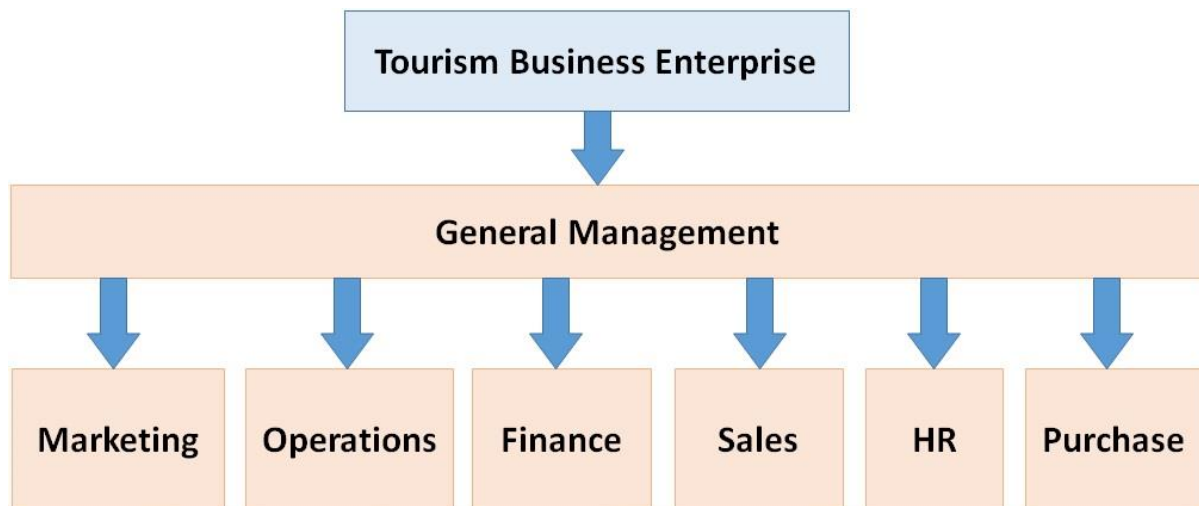 Tourism Business Enterprise
General Management
Marketing
Operations
Finance
Sales
HR
Purchase